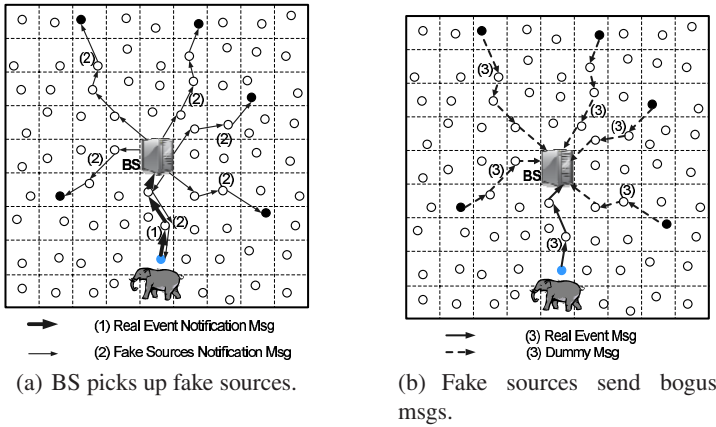 (2)
(2)
(2)
(2)
BS
(2)
(2)
(1)
(1) Real Event Notification Msg
(2) Fake Sources Notification Msg
(a) BS picks up fake sources.
(3)
(3)
(3)
(3)
BS
(3)
(3)
(3) Real Event Msg
(3) Dummy Msg
(b) Fake sources send bogus
msgs.